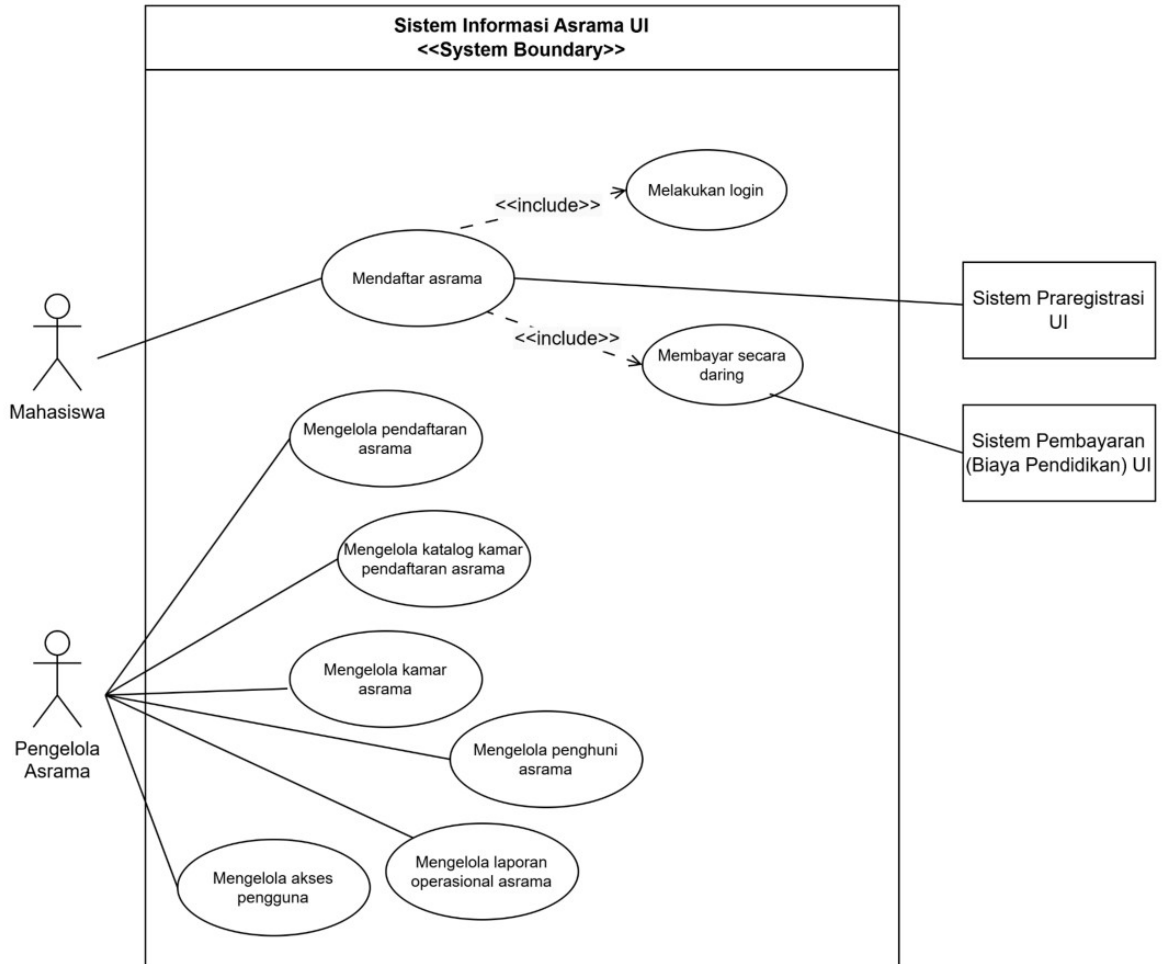 Sistem Informasi Asrama UI
<<System Boundary>>
Melakukan login
<<include>>
Mendaftar asrama
Sistem Praregistrasi
UI
<<include>>
Membayar secara
daring
Mahasiswa
Mengelola pendaftaran
asrama
Sistem Pembayaran
(Biaya Pendidikan) UI
Mengelola katalog kamar
pendaftaran asrama
Mengelola kamar
asrama
Pengelola
Asrama
Mengelola penghuni
asrama
Mengelola laporan
operasional asrama
Mengelola akses
pengguna